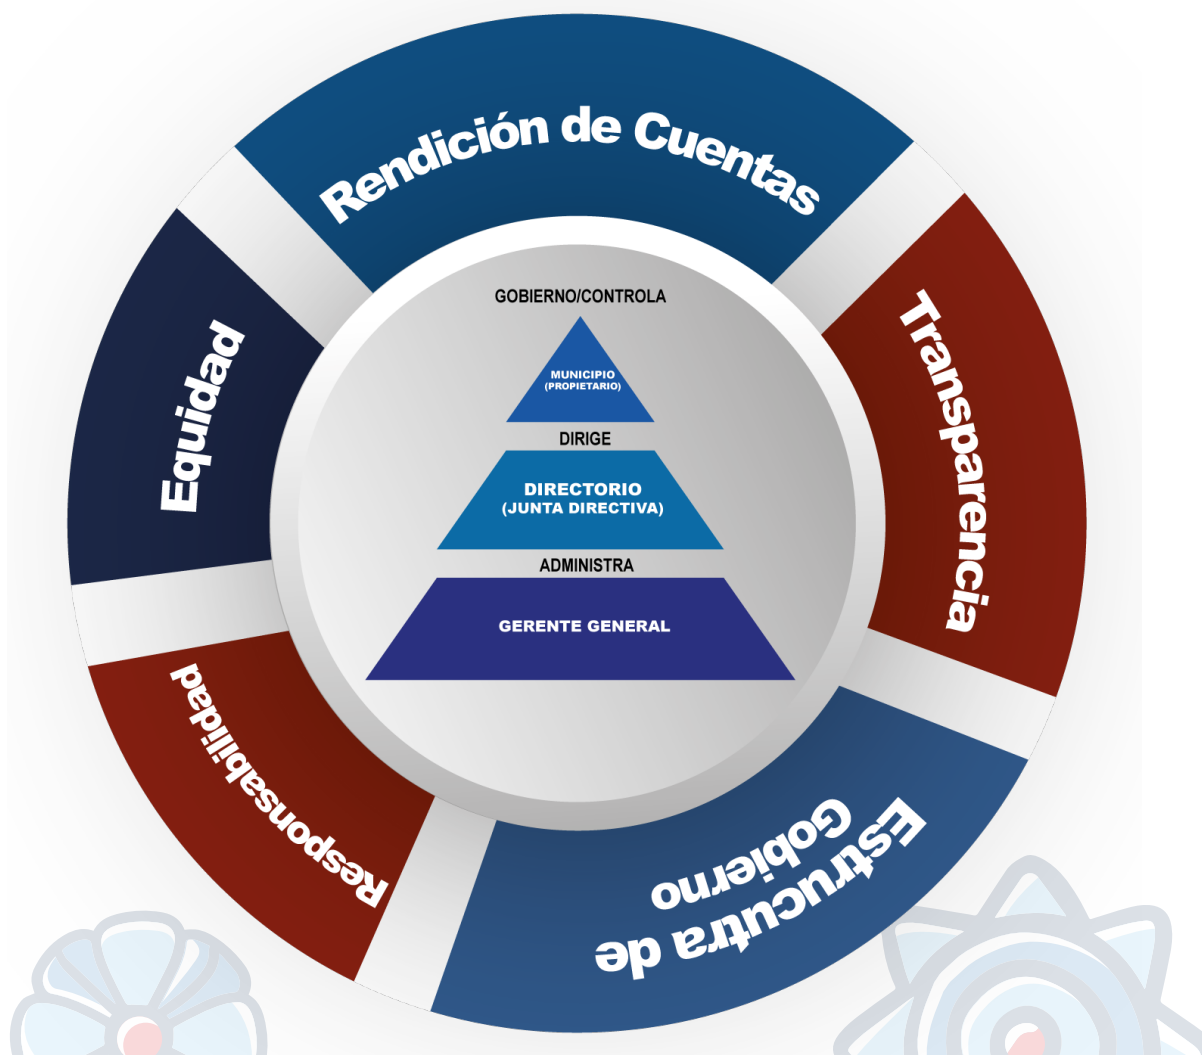 Rendición de Cuentas
Transparencia
Estrucutra de
Gobierno
Responsabilidad
Equidad
GOBIERNO/CONTROLA
MUNICIPIO
(PROPIETARIO)
DIRIGE
DIRECTORIO
(JUNTA DIRECTIVA)
ADMINISTRA
GERENTE GENERAL